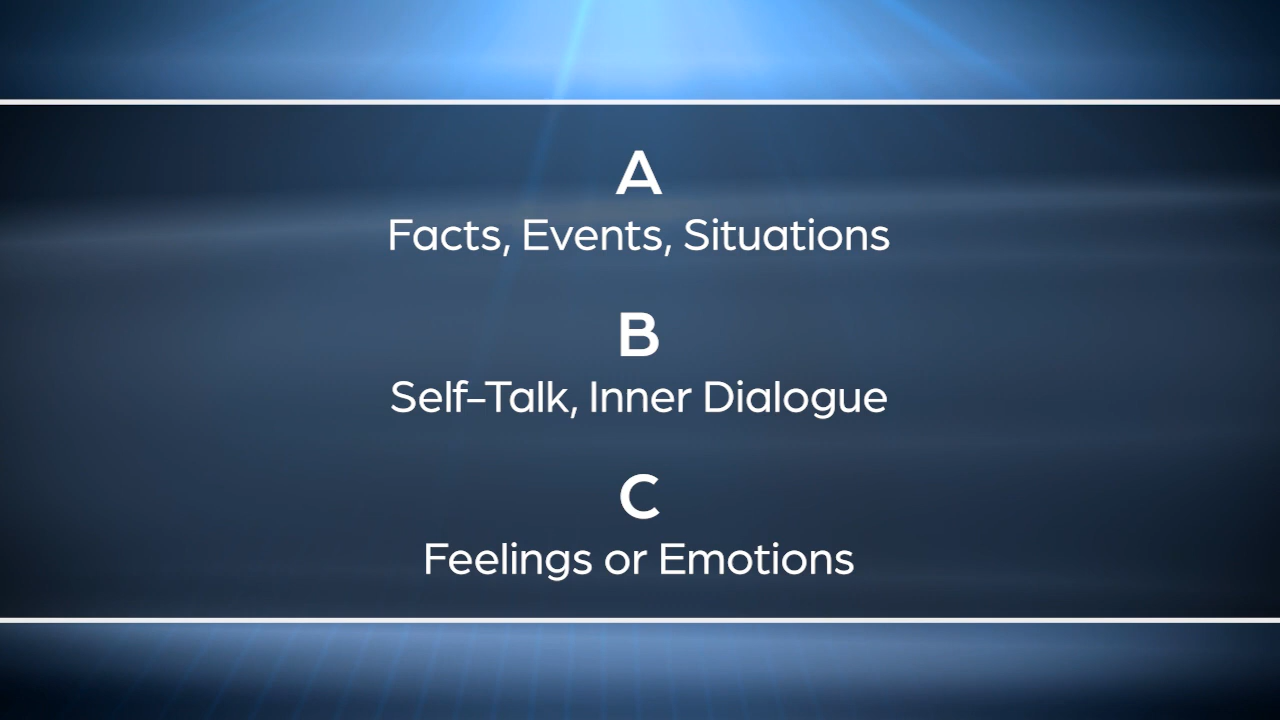 A
Facts, Events, Situations
B
Self-Talk, Inner Dialogue
C
Feelings or Emotions